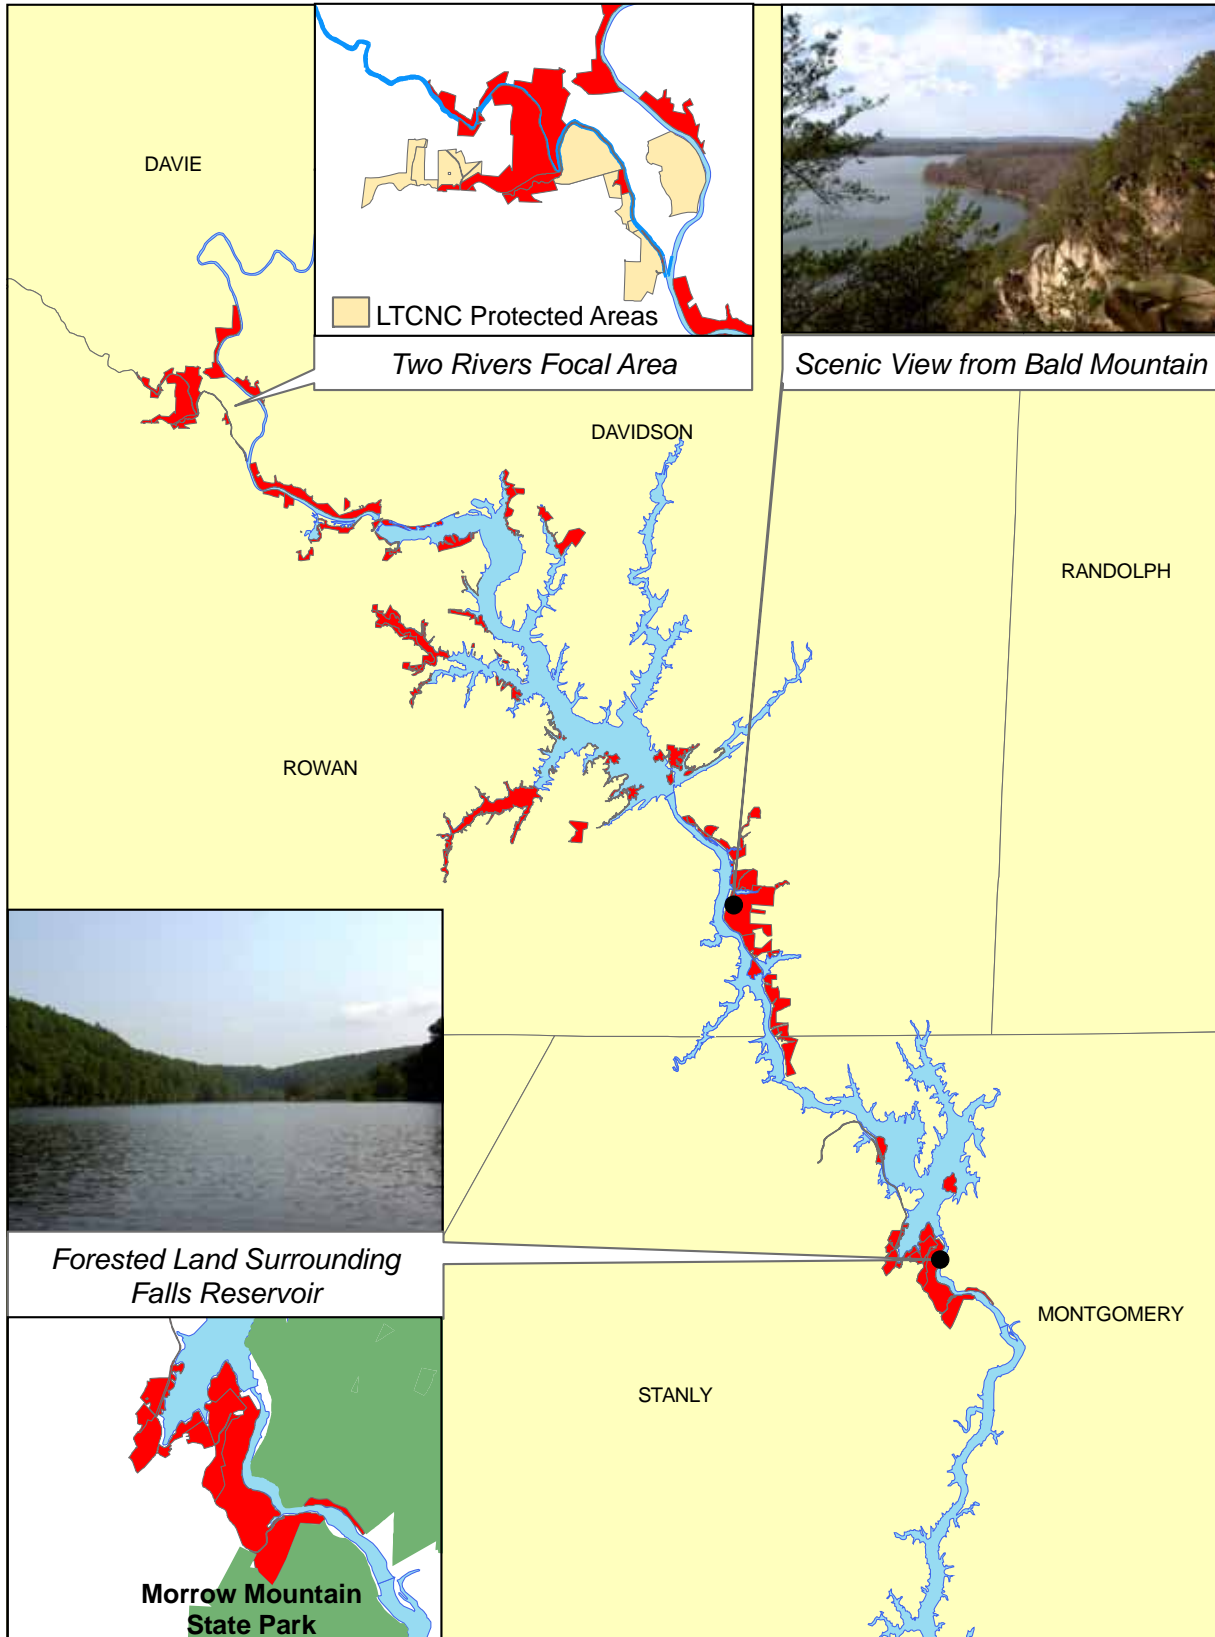 DAVIE
LTCNC Protected Areas
Two Rivers Focal Area
Scenic View from Bald Mountain
DAVIDSON
RANDOLPH
ROWAN
Forested Land Surrounding
Falls Reservoir
MONTGOMERY
STANLY
Morrow Mountain
State Park